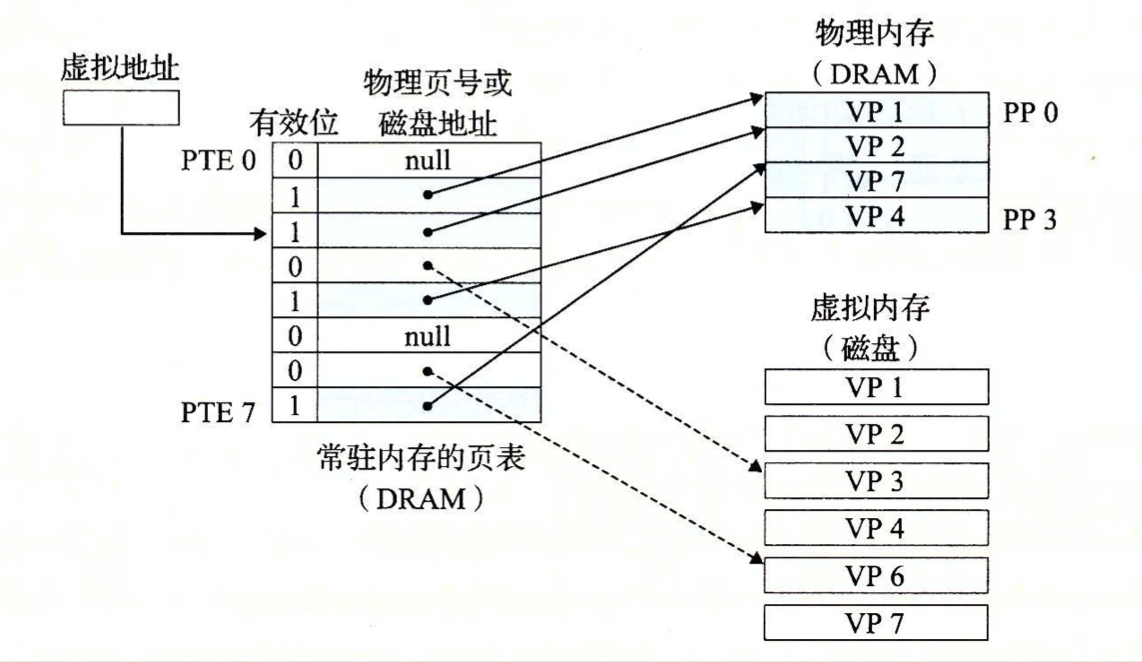 虚拟地址
物理页号或
磁盘地址
有效位
PTE 0
0
null
1
1
0
1
0
null
0
PTE 7
1
常驻内存的页表
（DRAM）
物理内存
（DRAM）
VP 1
PP 0
VP 2
VP 7
VP 4
PP 3
虚拟内存
（磁盘）
VP 1
VP 2
VP 3
VP 4
VP 6
VP 7